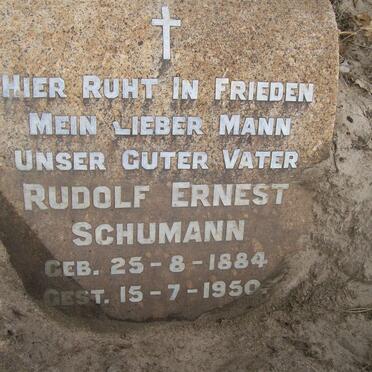 HIER RUHT IN FRIEDEN
MEIN LIEBER MANN
UNSER GUTER VATER
RUDOLF ERNEST
SCHUMANN
GEB. 25-8-1884
GEST. 15-7-1950.